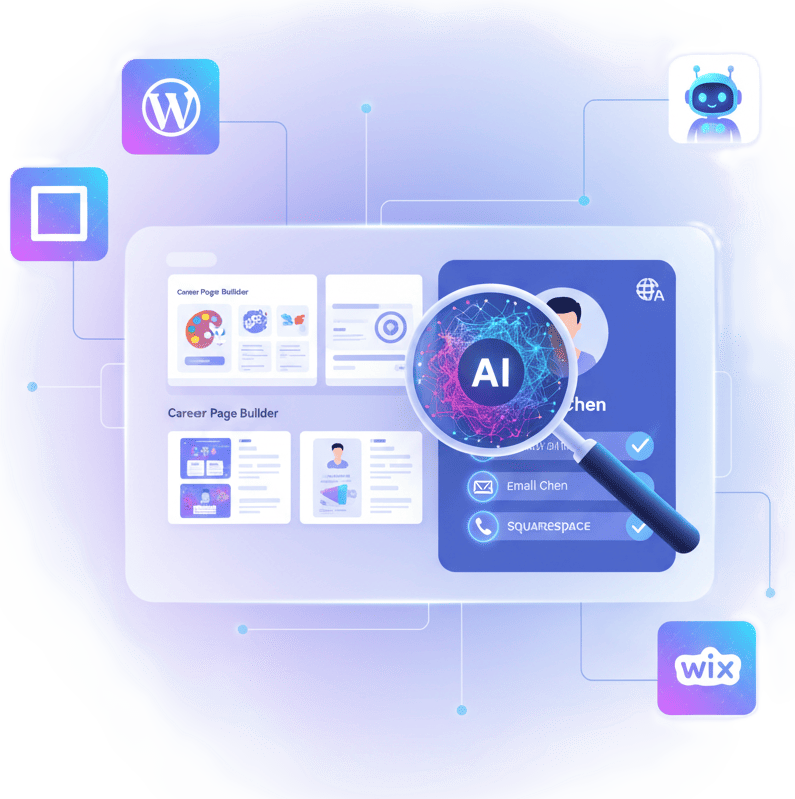 Career Page Builder
AI
Chen
Career Page Builder
Email Chen
SQUARESPACE
A
WIX